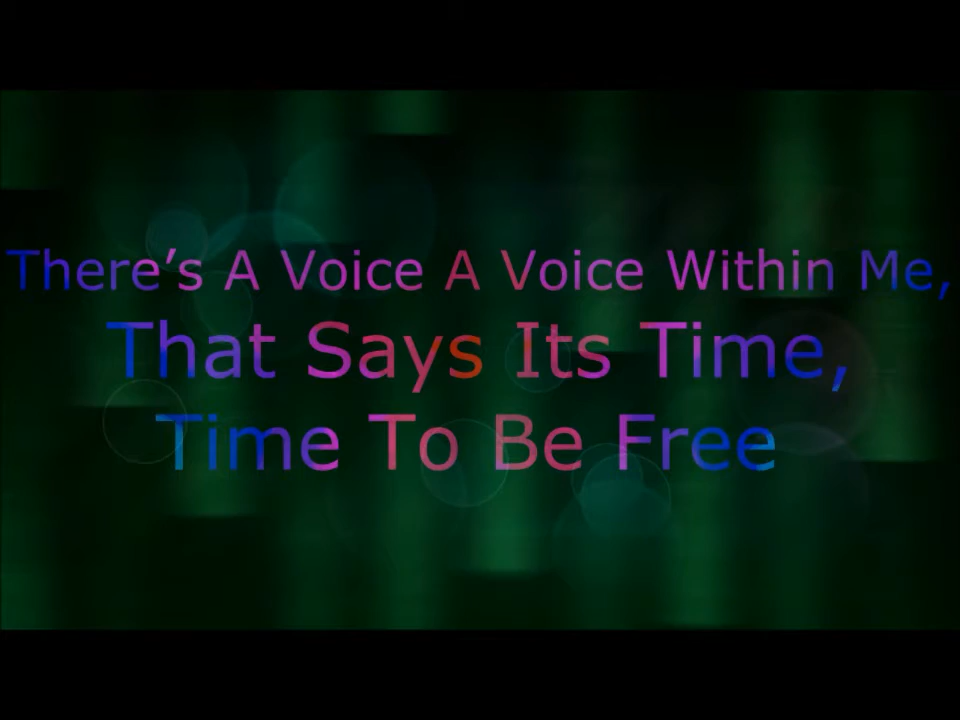 There’s A Voice A Voice Within Me,
That Says Its Time,
Time To Be Free